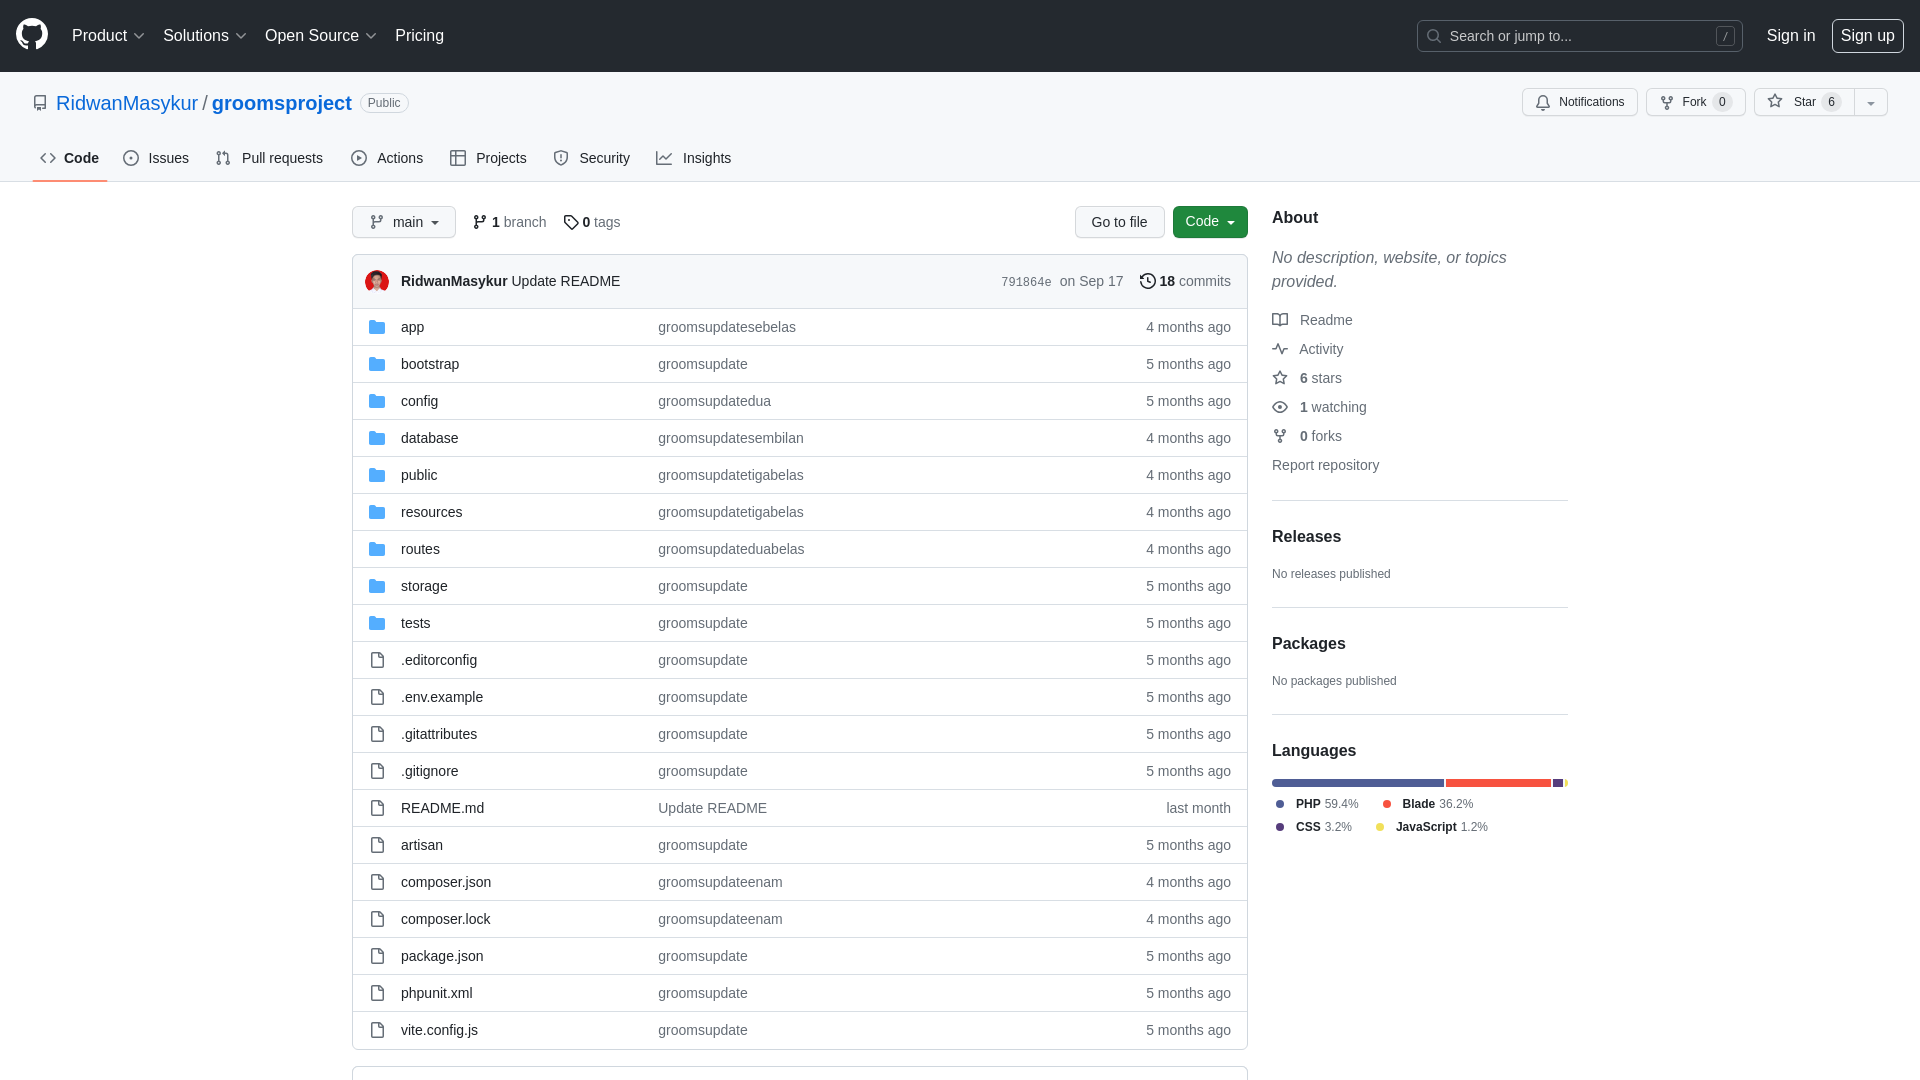 Product Solutions Open Source Pricing Search or jump to... / Sign in Sign up
RidwanMasykur / groomsproject Public Notifications Fork 0 Star 6
Code Issues Pull requests Actions Projects Security Insights
main 1 branch 0 tags Go to file Code
RidwanMasykur Update README 791864e on Sep 17 18 commits
app groomsupdatesebelas 4 months ago
bootstrap groomsupdate 5 months ago
config groomsupdatedua 5 months ago
database groomsupdatesembilan 4 months ago
public groomsupdatetigabelas 4 months ago
resources groomsupdatetigabelas 4 months ago
routes groomsupdateduabelas 4 months ago
storage groomsupdate 5 months ago
tests groomsupdate 5 months ago
.editorconfig groomsupdate 5 months ago
.env.example groomsupdate 5 months ago
.gitattributes groomsupdate 5 months ago
.gitignore groomsupdate 5 months ago
README.md Update README last month
artisan groomsupdate 5 months ago
composer.json groomsupdateenam 4 months ago
composer.lock groomsupdateenam 4 months ago
package.json groomsupdate 5 months ago
phpunit.xml groomsupdate 5 months ago
vite.config.js groomsupdate 5 months ago
About
No description, website, or topics
provided.
Readme
Activity
6 stars
1 watching
0 forks
Report repository
Releases
No releases published
Packages
No packages published
Languages
PHP 59.4% Blade 36.2%
CSS 3.2% JavaScript 1.2%